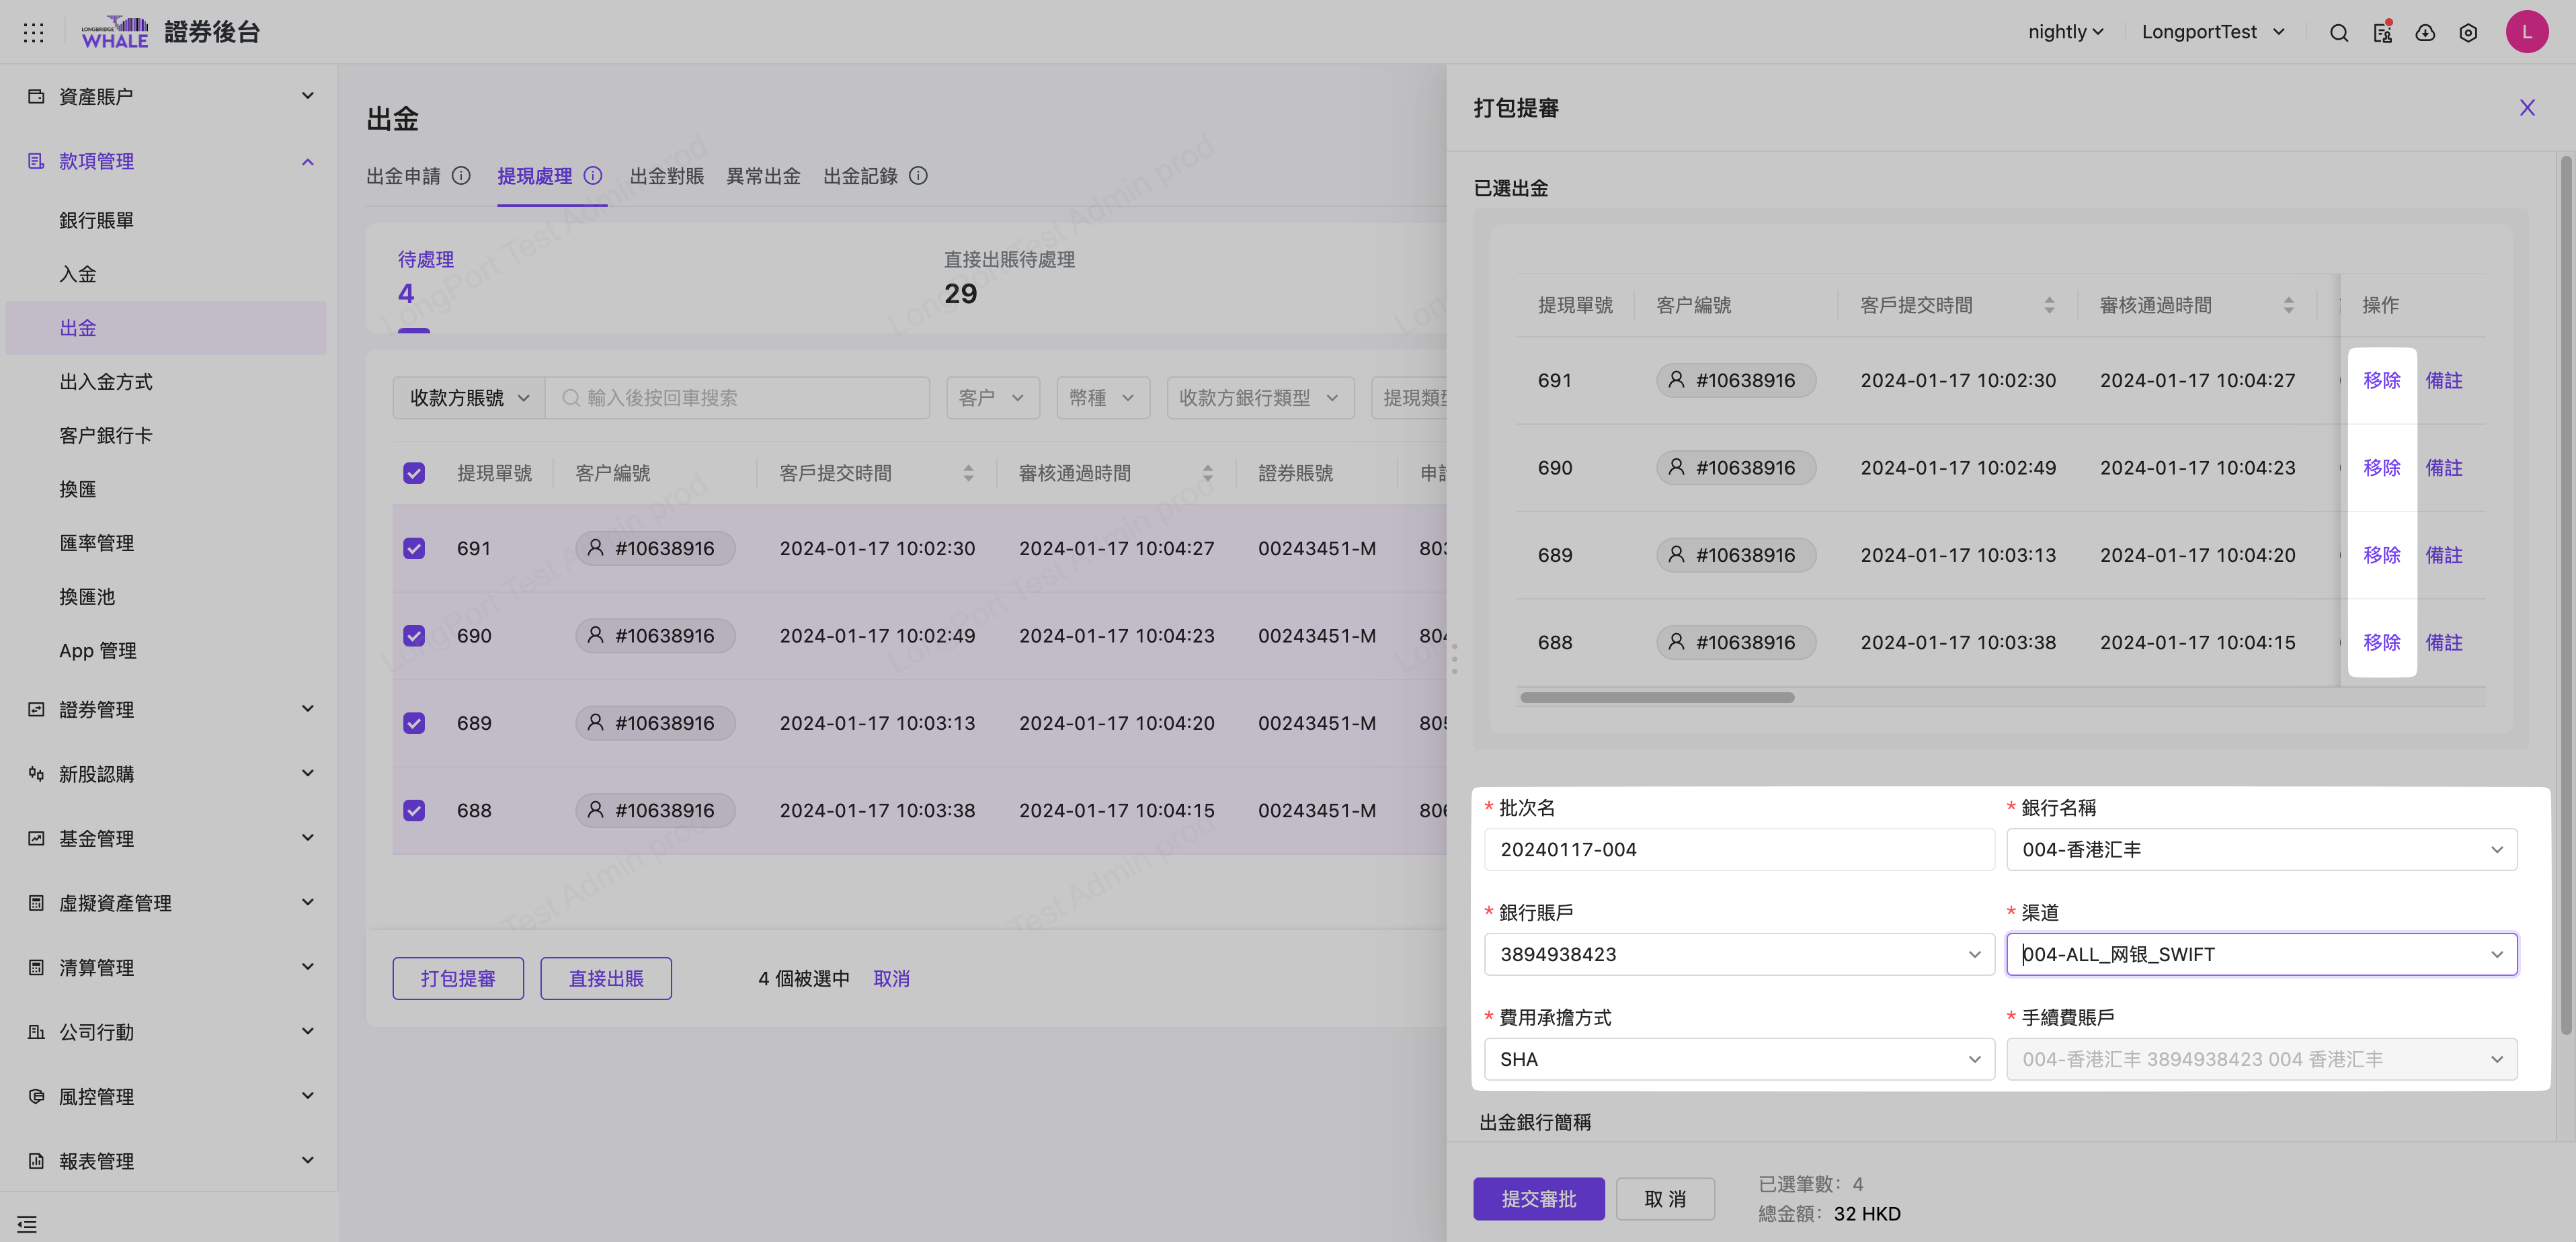 LONGBRIDGE
WHALE
證券後台
nightly
LongportTest
L
資產賬户
款項管理
銀行賬單
入金
出金
出入金方式
客户銀行卡
換匯
匯率管理
換匯池
App 管理
證券管理
新股認購
基金管理
虛擬資產管理
清算管理
公司行動
風控管理
報表管理
出金
出金申請 提現處理 出金對賬 異常出金 出金記錄
待處理
4
直接出賬待處理
29
收款方賬號 輸入後按回車搜索 客户 幣種 收款方銀行類型 提現類型
提現單號 客户編號 客戶提交時間 審核通過時間 證券賬號 申請
691 #10638916 2024-01-17 10:02:30 2024-01-17 10:04:27 00243451-M 803
690 #10638916 2024-01-17 10:02:49 2024-01-17 10:04:23 00243451-M 804
689 #10638916 2024-01-17 10:03:13 2024-01-17 10:04:20 00243451-M 805
688 #10638916 2024-01-17 10:03:38 2024-01-17 10:04:15 00243451-M 806
打包提審 直接出賬 4 個被選中 取消
LongPort Test Admin prod
打包提審
已選出金
提現單號 客户編號 客戶提交時間 審核通過時間 操作
691 #10638916 2024-01-17 10:02:30 2024-01-17 10:04:27 移除 備註
690 #10638916 2024-01-17 10:02:49 2024-01-17 10:04:23 移除 備註
689 #10638916 2024-01-17 10:03:13 2024-01-17 10:04:20 移除 備註
688 #10638916 2024-01-17 10:03:38 2024-01-17 10:04:15 移除 備註
* 批次名 * 銀行名稱
20240117-004 004-香港汇丰
* 銀行賬戶 * 渠道
3894938423 004-ALL_网银_SWIFT
* 費用承擔方式 * 手續費賬戶
SHA 004-香港汇丰 3894938423 004 香港汇丰
出金銀行簡稱
提交審批 取 消
已選筆數： 4
總金額： 32 HKD